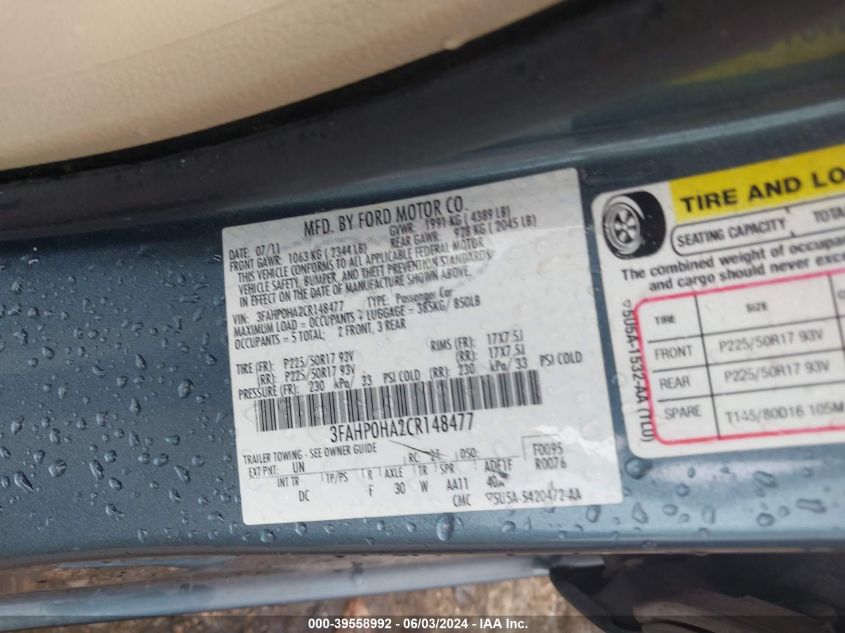 MFD. BY FORD MOTOR CO.
DATE: 07/11 GVWR: 1991 KG ( 4389 LB)
FRONT GAWR: 1063 KG ( 2344 LB) REAR GAWR: 928 KG ( 2045 LB)
THIS VEHICLE CONFORMS TO ALL APPLICABLE FEDERAL MOTOR
VEHICLE SAFETY, BUMPER, AND THEFT PREVENTION STANDARDS
IN EFFECT ON THE DATE OF MANUFACTURE SHOWN ABOVE.
VIN: 3FAHP0HA2CR148477 TYPE: Passenger Car
MAXIMUM LOAD = OCCUPANTS + LUGGAGE = 385KG/ 850LB
OCCUPANTS = 5 TOTAL; 2 FRONT, 3 REAR
TIRE (FR): P225/50R17 93V RIMS (FR): 17X7.5J
(RR): P225/50R17 93V (RR): 17X7.5J
PRESSURE (FR): 230 kPa/ 33 PSI COLD (RR): 230 kPa/ 33 PSI COLD
3FAHP0HA2CR148477
TRAILER TOWING - SEE OWNER GUIDE
EXT PNT: UN RC: DSO: F0095
R0076
INT TR TP/PS R AXLE TR SPR
DC F 30 W AA11
CMC 5U5A-5420472-AA
TIRE AND LO
SEATING CAPACITY TOTA
The combined weight of occupa
and cargo should never exce
TIRE SIZE
FRONT P225/50R17 93V
REAR P225/50R17 93V
SPARE T145/80D16 105M
5U5A-1532-AA (TLO)
000-39558992 - 06/03/2024 - IAA Inc.